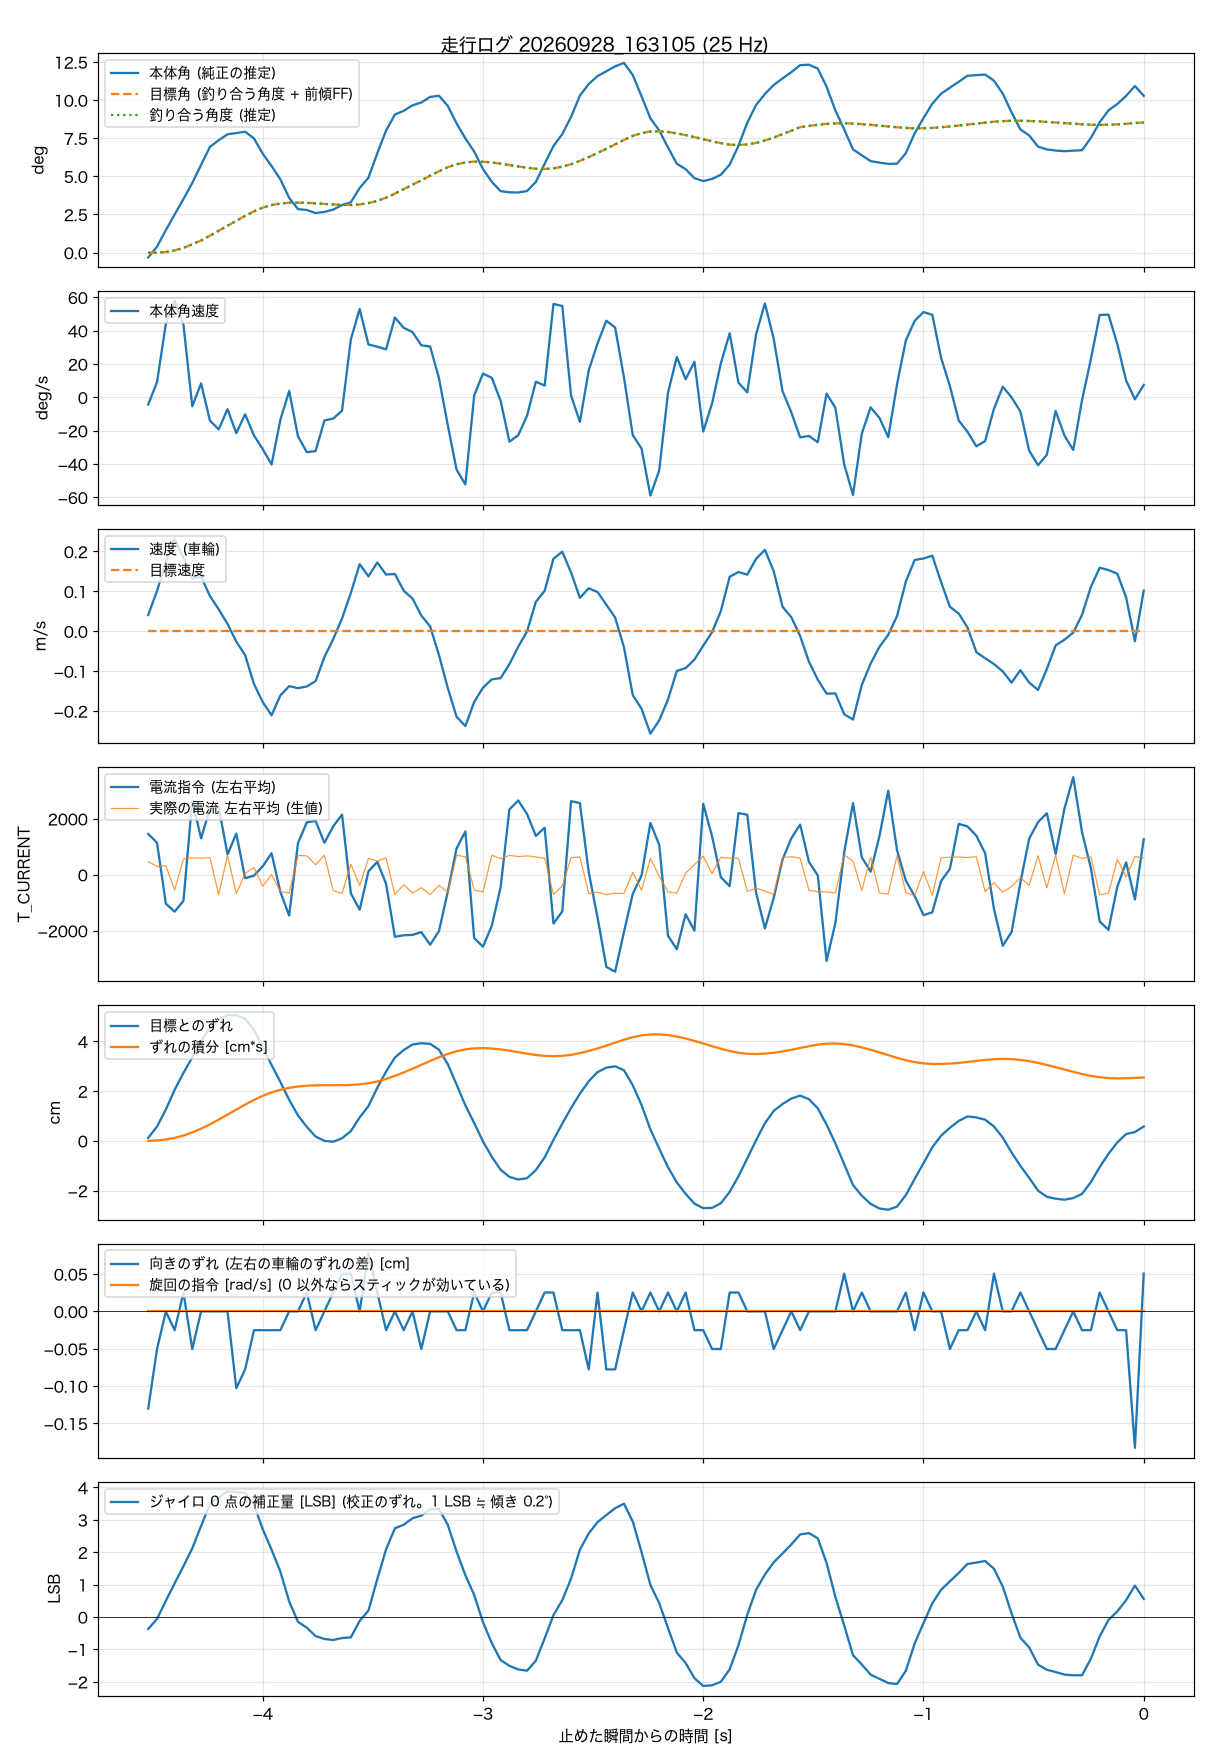 走行ログ 20260928_163105 (25 Hz)
12.5
10.0
7.5
5.0
2.5
0.0
deg
本体角 (純正の推定)
目標角 (釣り合う角度 + 前傾FF)
釣り合う角度 (推定)
60
40
20
0
−20
−40
−60
deg/s
本体角速度
0.2
0.1
0.0
−0.1
−0.2
m/s
速度 (車輪)
目標速度
2000
0
−2000
T_CURRENT
電流指令 (左右平均)
実際の電流 左右平均 (生値)
4
2
0
−2
cm
目標とのずれ
ずれの積分 [cm*s]
0.05
0.00
−0.05
−0.10
−0.15
向きのずれ (左右の車輪のずれの差) [cm]
旋回の指令 [rad/s] (0 以外ならスティックが効いている)
4
3
2
1
0
−1
−2
LSB
ジャイロ 0 点の補正量 [LSB] (校正のずれ。1 LSB ≒ 傾き 0.2°)
−4 −3 −2 −1 0
止めた瞬間からの時間 [s]